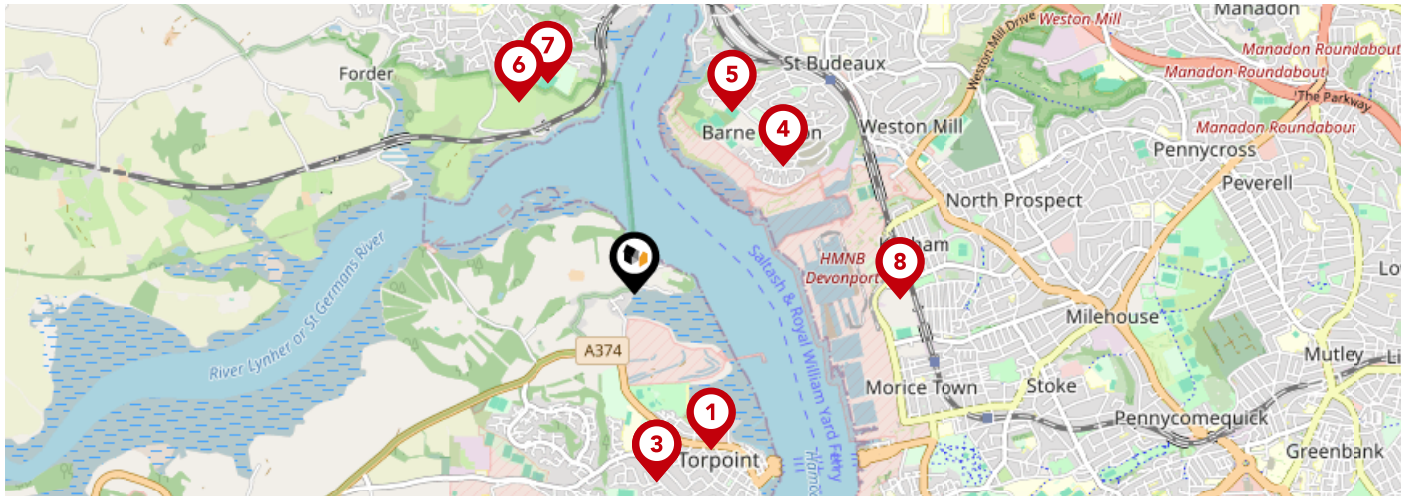 Manadon
Weston Mill
Weston Mill Drive
Manadon Roundabout
7
6
5
St Budeaux
Forder
Manadon Roundabout
The Parkway
4
Weston Mill
Manadon Roundabout
Pennycross
Peverell
North Prospect
8
HMNB
Devonport
Saltash & Royal William Yard Ferry
River Lynher or St Germans River
Milehouse
A374
Mutley
Morice Town
Stoke
1
Pennycomequick
3
Torpoint
Greenbank